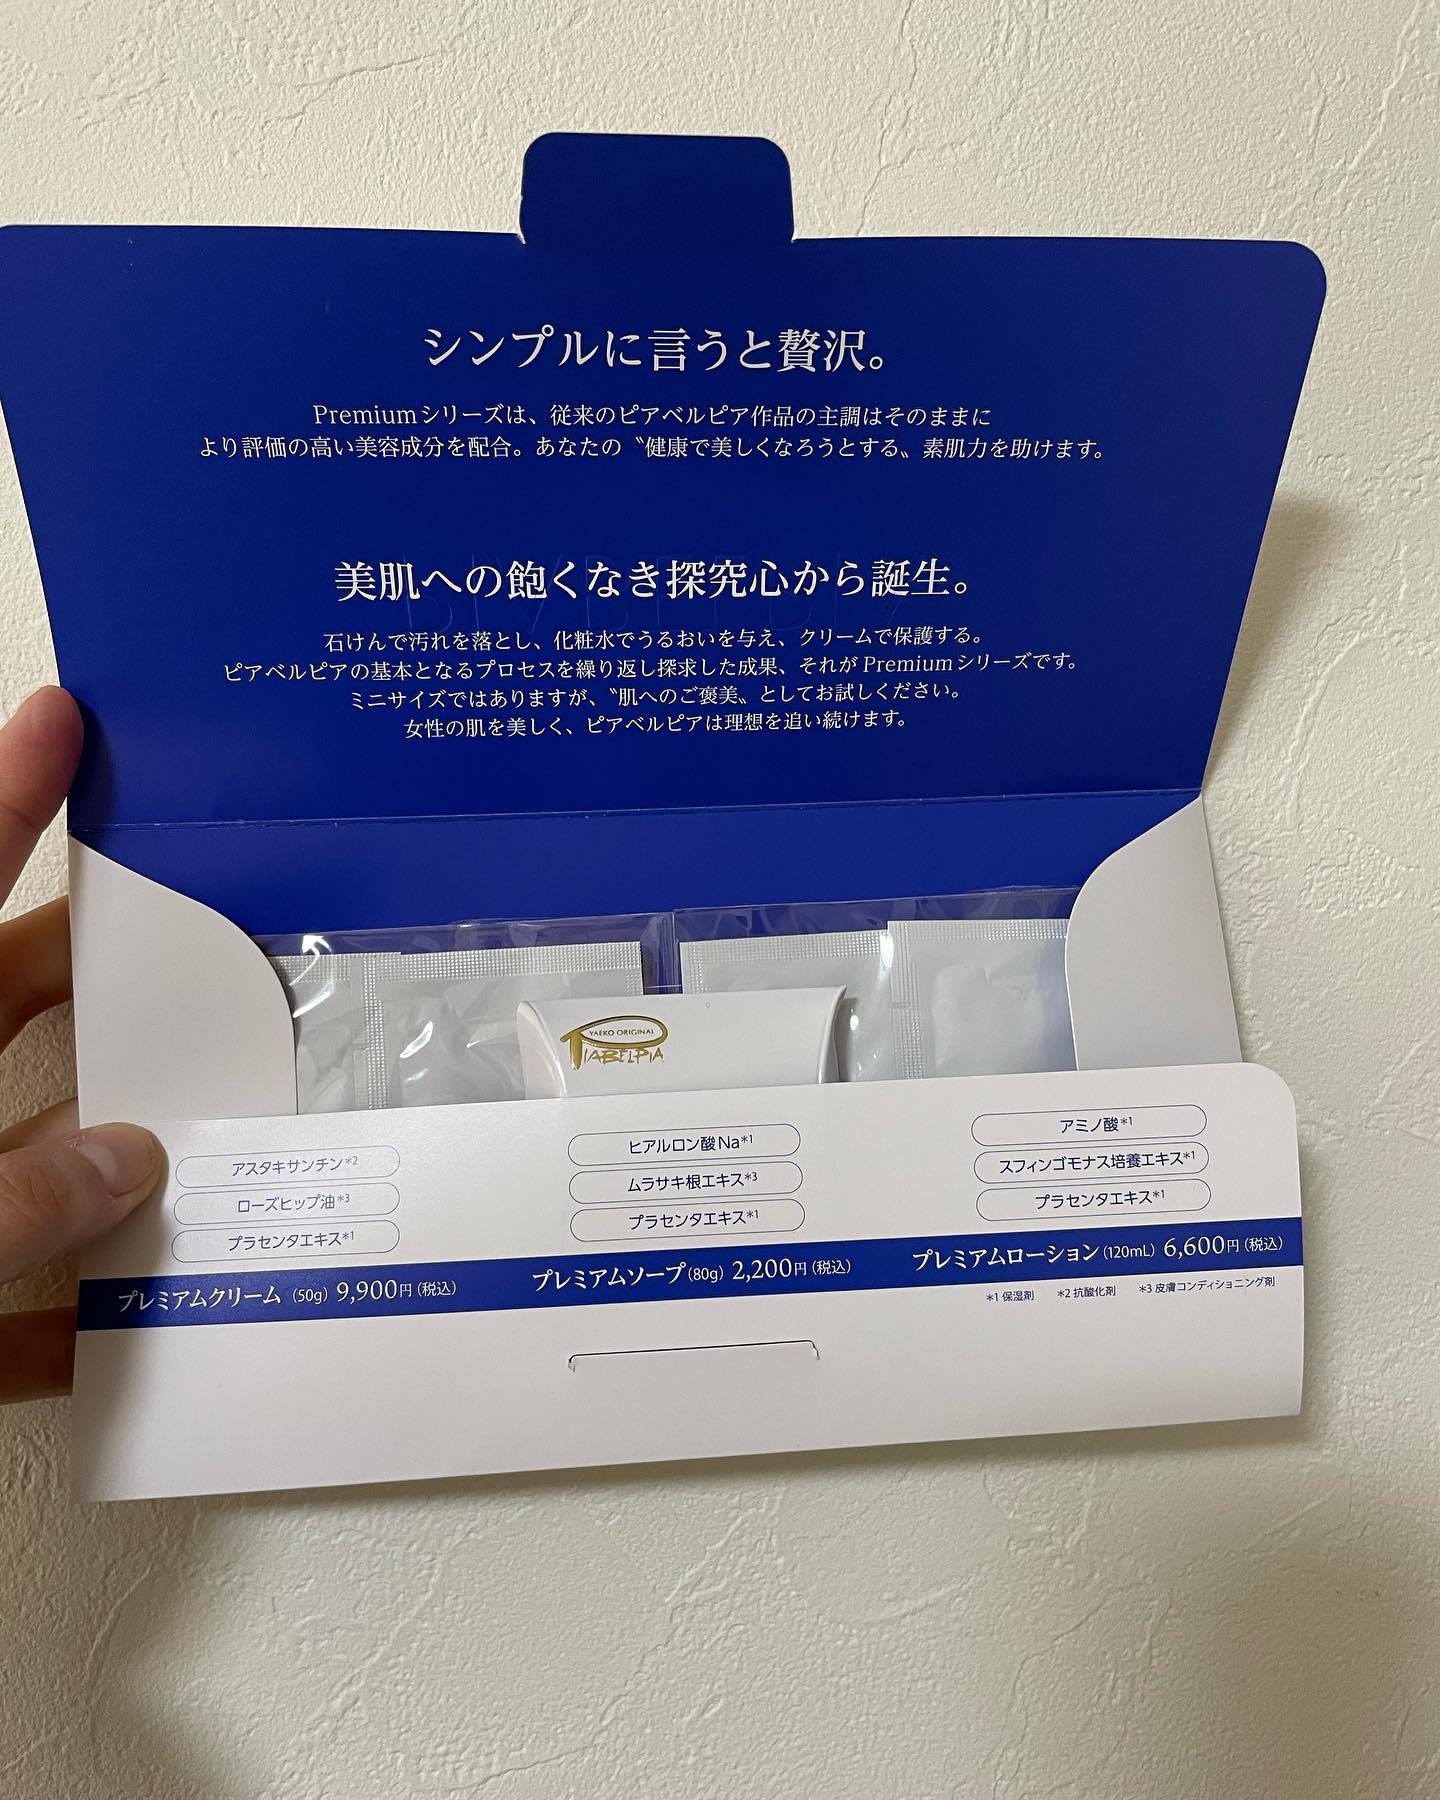 シンプルに言うと贅沢。
Premiumシリーズは、従来のピアベルピア作品の主調はそのままに
より評価の高い美容成分を配合。あなたの〝健康で美しくなろうとする〟素肌力を助けます。
美肌への飽くなき探究心から誕生。
石けんで汚れを落とし、化粧水でうるおいを与え、クリームで保護する。
ピアベルピアの基本となるプロセスを繰り返し探求した成果、それがPremiumシリーズです。
ミニサイズではありますが、〝肌へのご褒美〟としてお試しください。
女性の肌を美しく、ピアベルピアは理想を追い続けます。
YAEKO ORIGINAL
PIABELPIA
アスタキサンチン*2
ローズヒップ油*3
プラセンタエキス*1
プレミアムクリーム (50g) 9,900円(税込)
ヒアルロン酸Na*1
ムラサキ根エキス*3
プラセンタエキス*1
プレミアムソープ(80g) 2,200円(税込)
アミノ酸*1
スフィンゴモナス培養エキス*1
プラセンタエキス*1
プレミアムローション(120mL) 6,600円(税込)
*1 保湿剤 *2 抗酸化剤 *3 皮膚コンディショニング剤